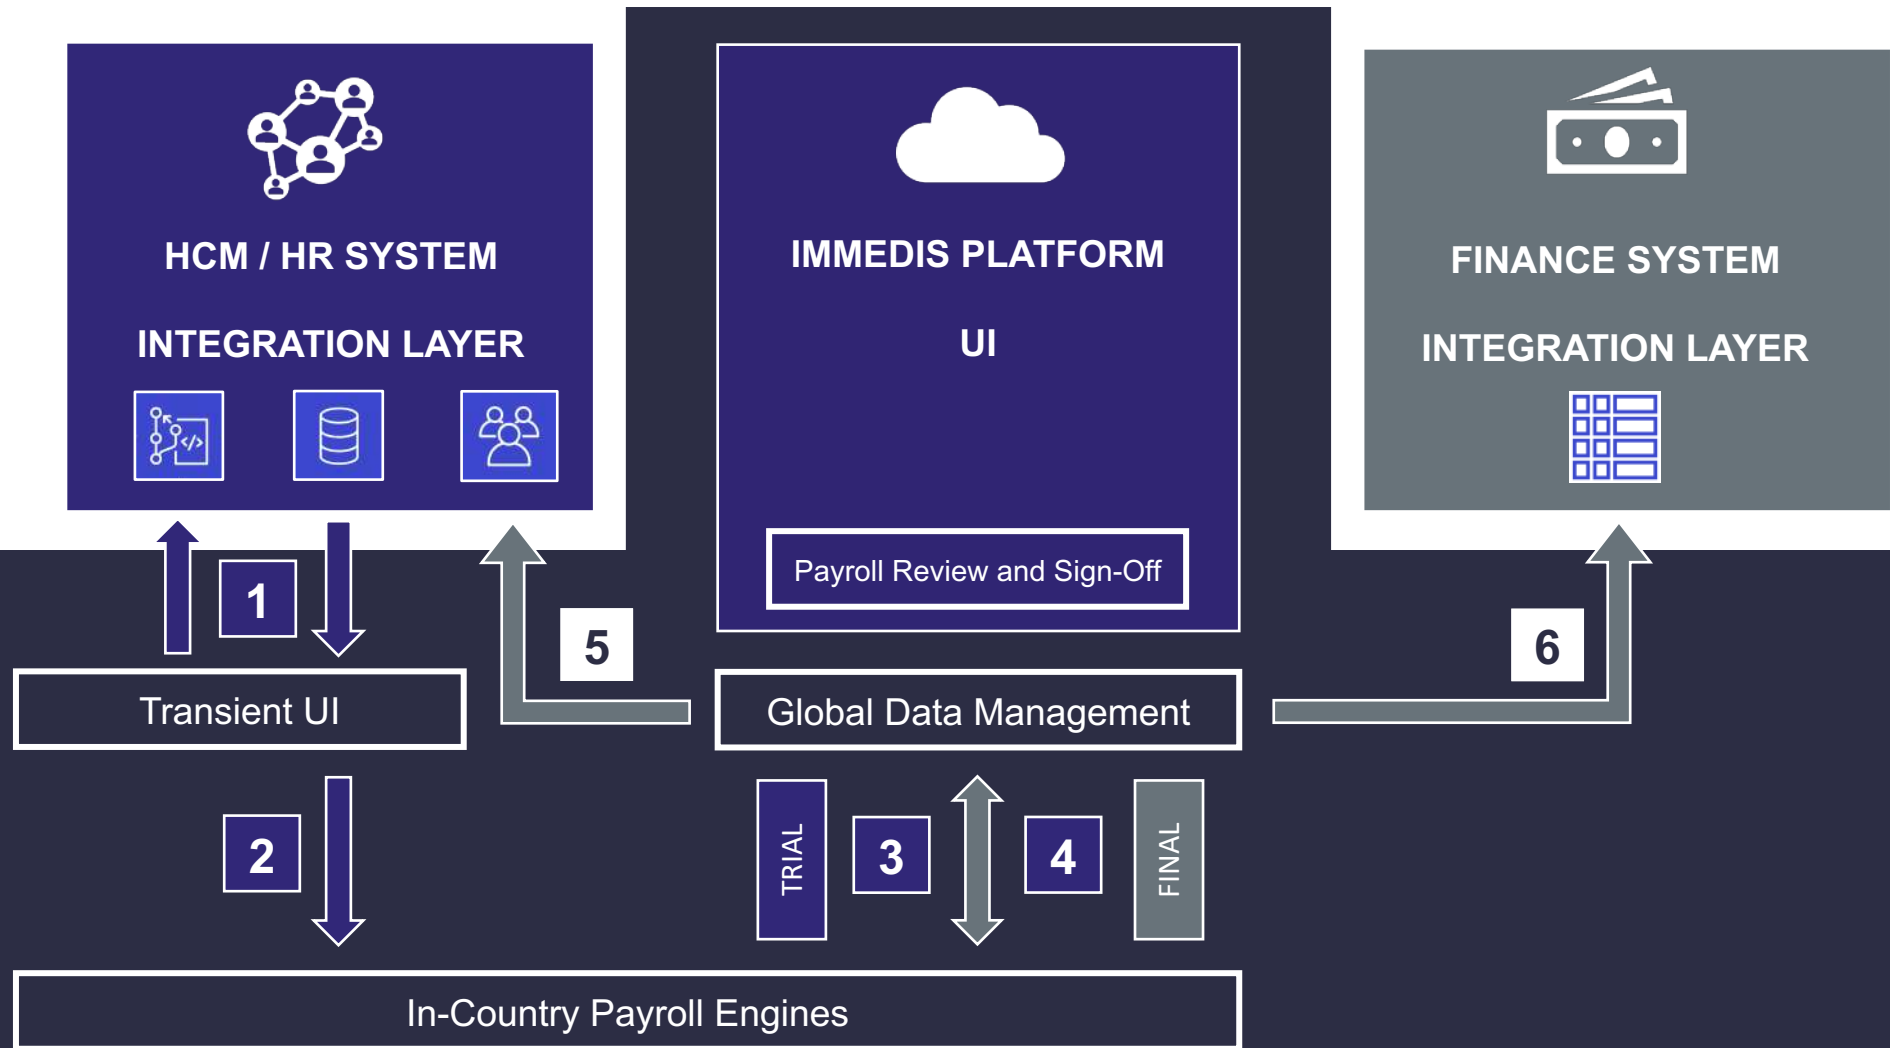 HCM / HR SYSTEM
INTEGRATION LAYER
</>
IMMEDIS PLATFORM
UI
Payroll Review and Sign-Off
FINANCE SYSTEM
INTEGRATION LAYER
1
5
6
Transient UI
Global Data Management
2
TRIAL
3
4
FINAL
In-Country Payroll Engines